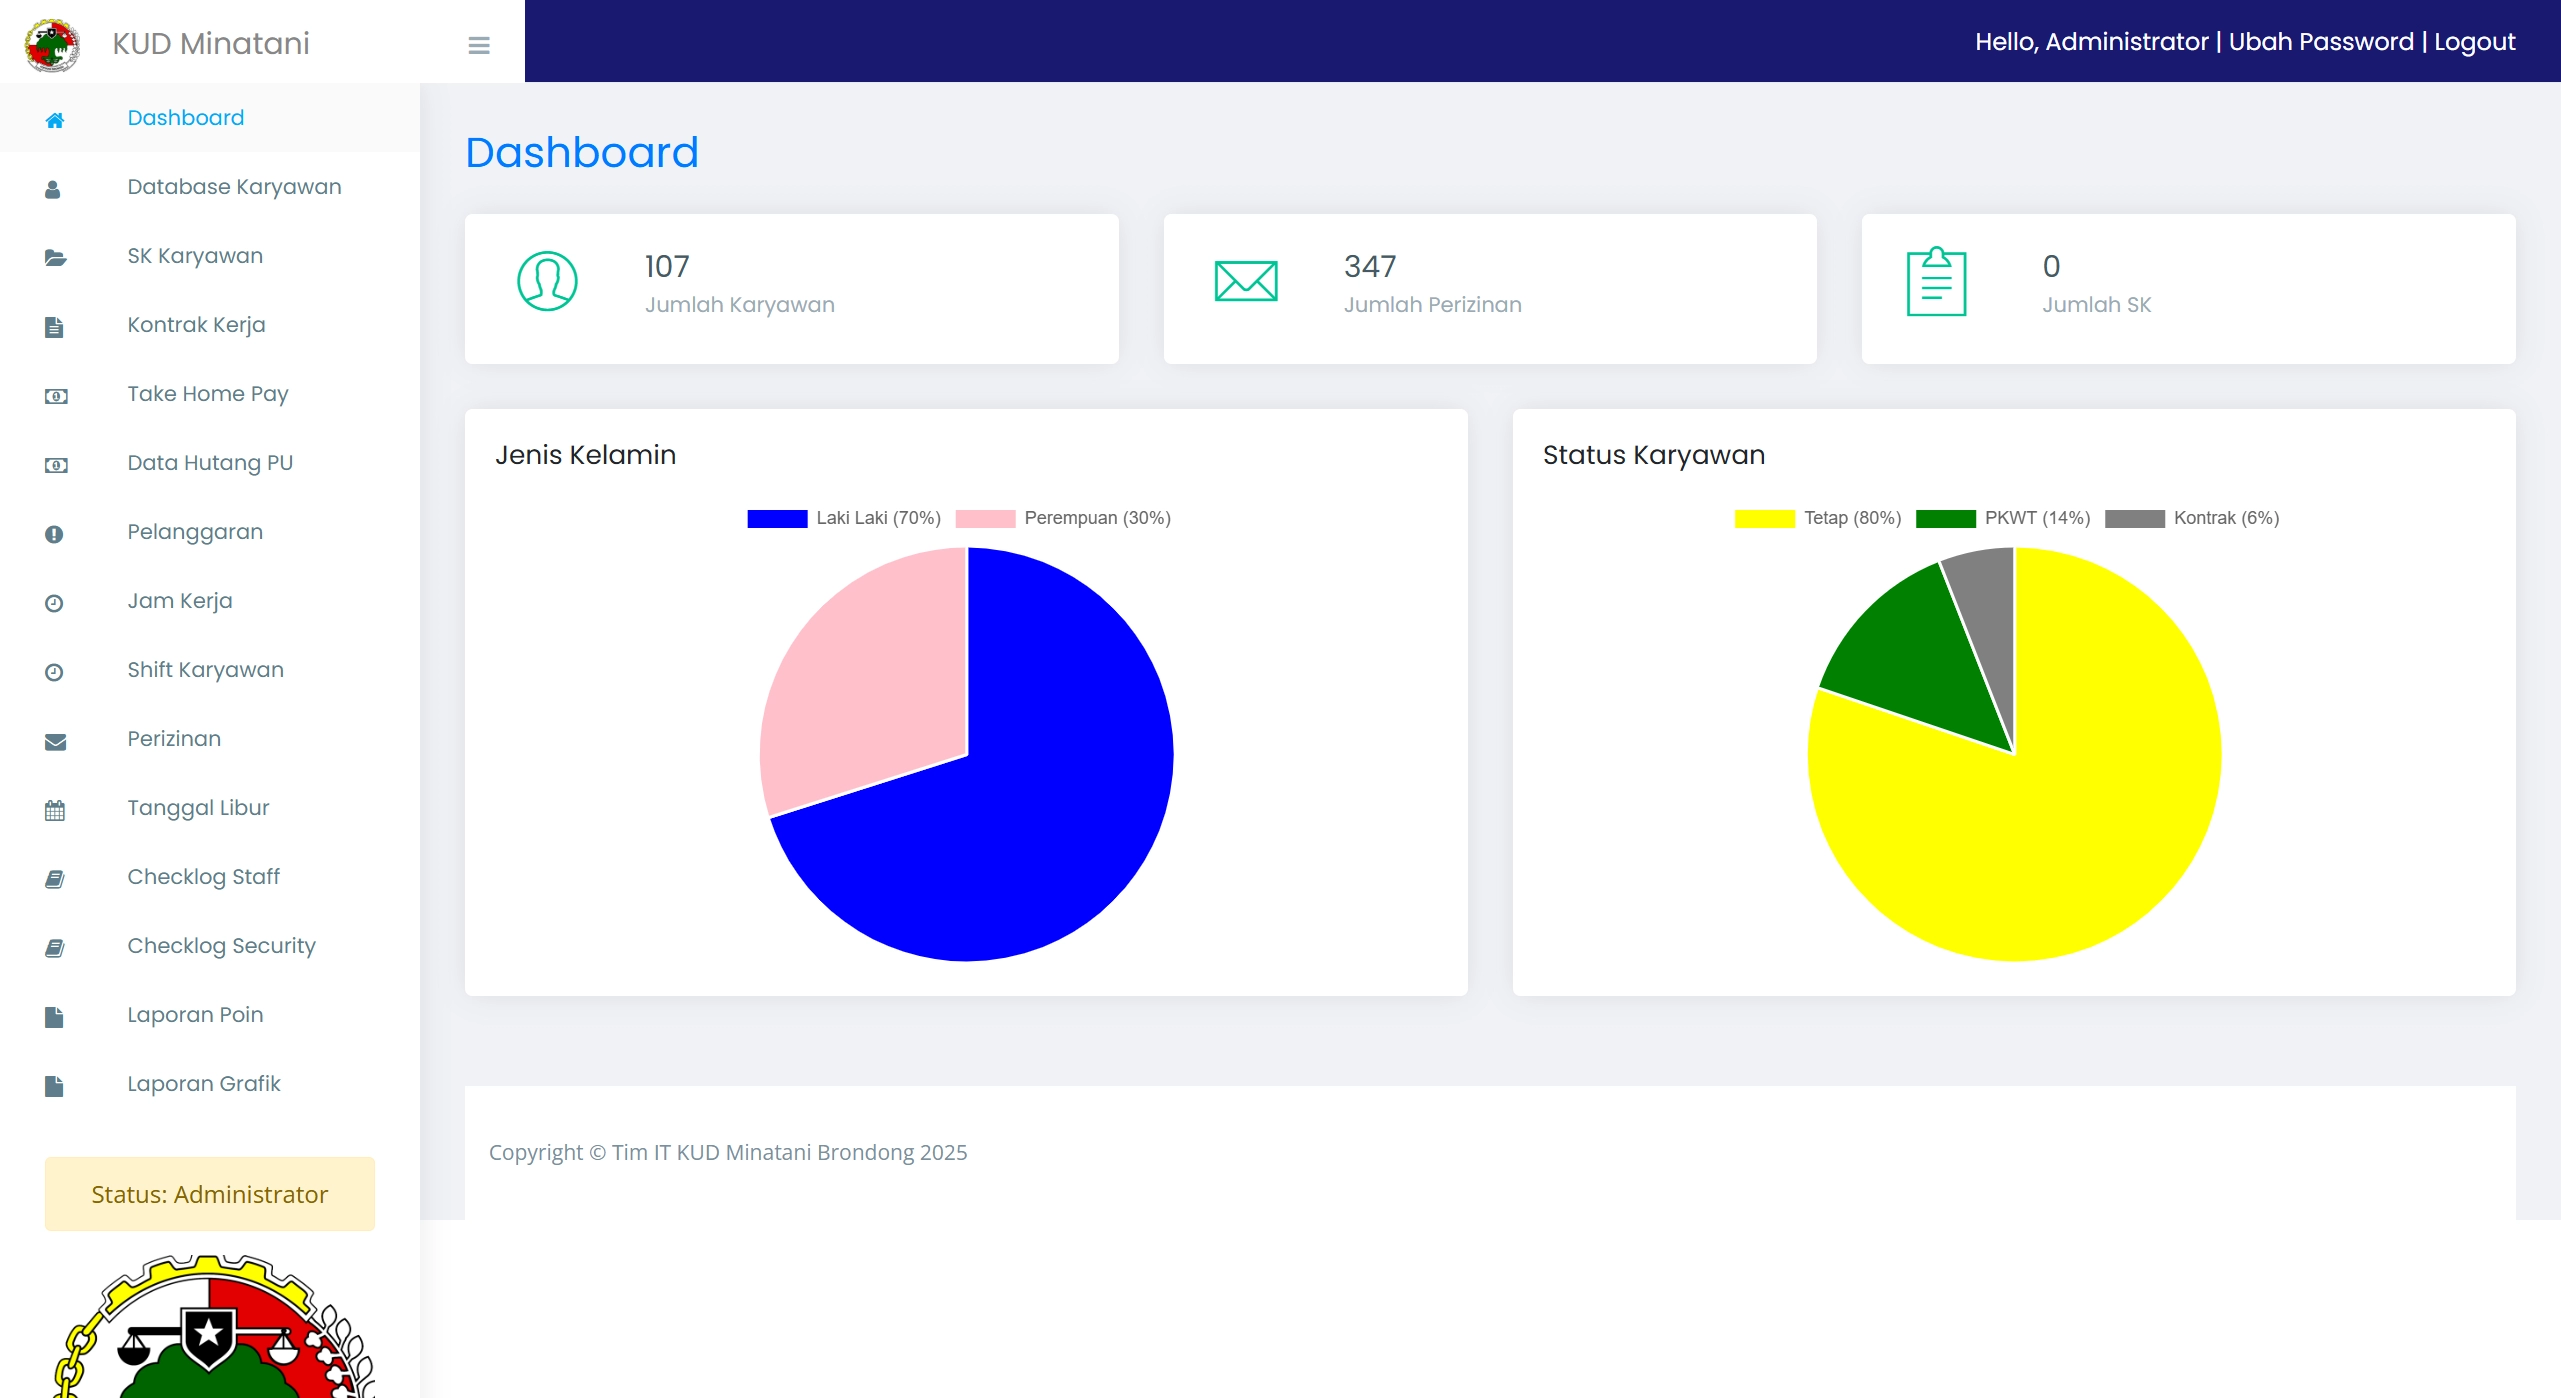 KUD Minatani
Hello, Administrator | Ubah Password | Logout
Dashboard
Database Karyawan
SK Karyawan
Kontrak Kerja
Take Home Pay
Data Hutang PU
Pelanggaran
Jam Kerja
Shift Karyawan
Perizinan
Tanggal Libur
Checklog Staff
Checklog Security
Laporan Poin
Laporan Grafik
Status: Administrator
Dashboard
107
Jumlah Karyawan
347
Jumlah Perizinan
0
Jumlah SK
Jenis Kelamin
Laki Laki (70%) Perempuan (30%)
Status Karyawan
Tetap (80%) PKWT (14%) Kontrak (6%)
Copyright © Tim IT KUD Minatani Brondong 2025